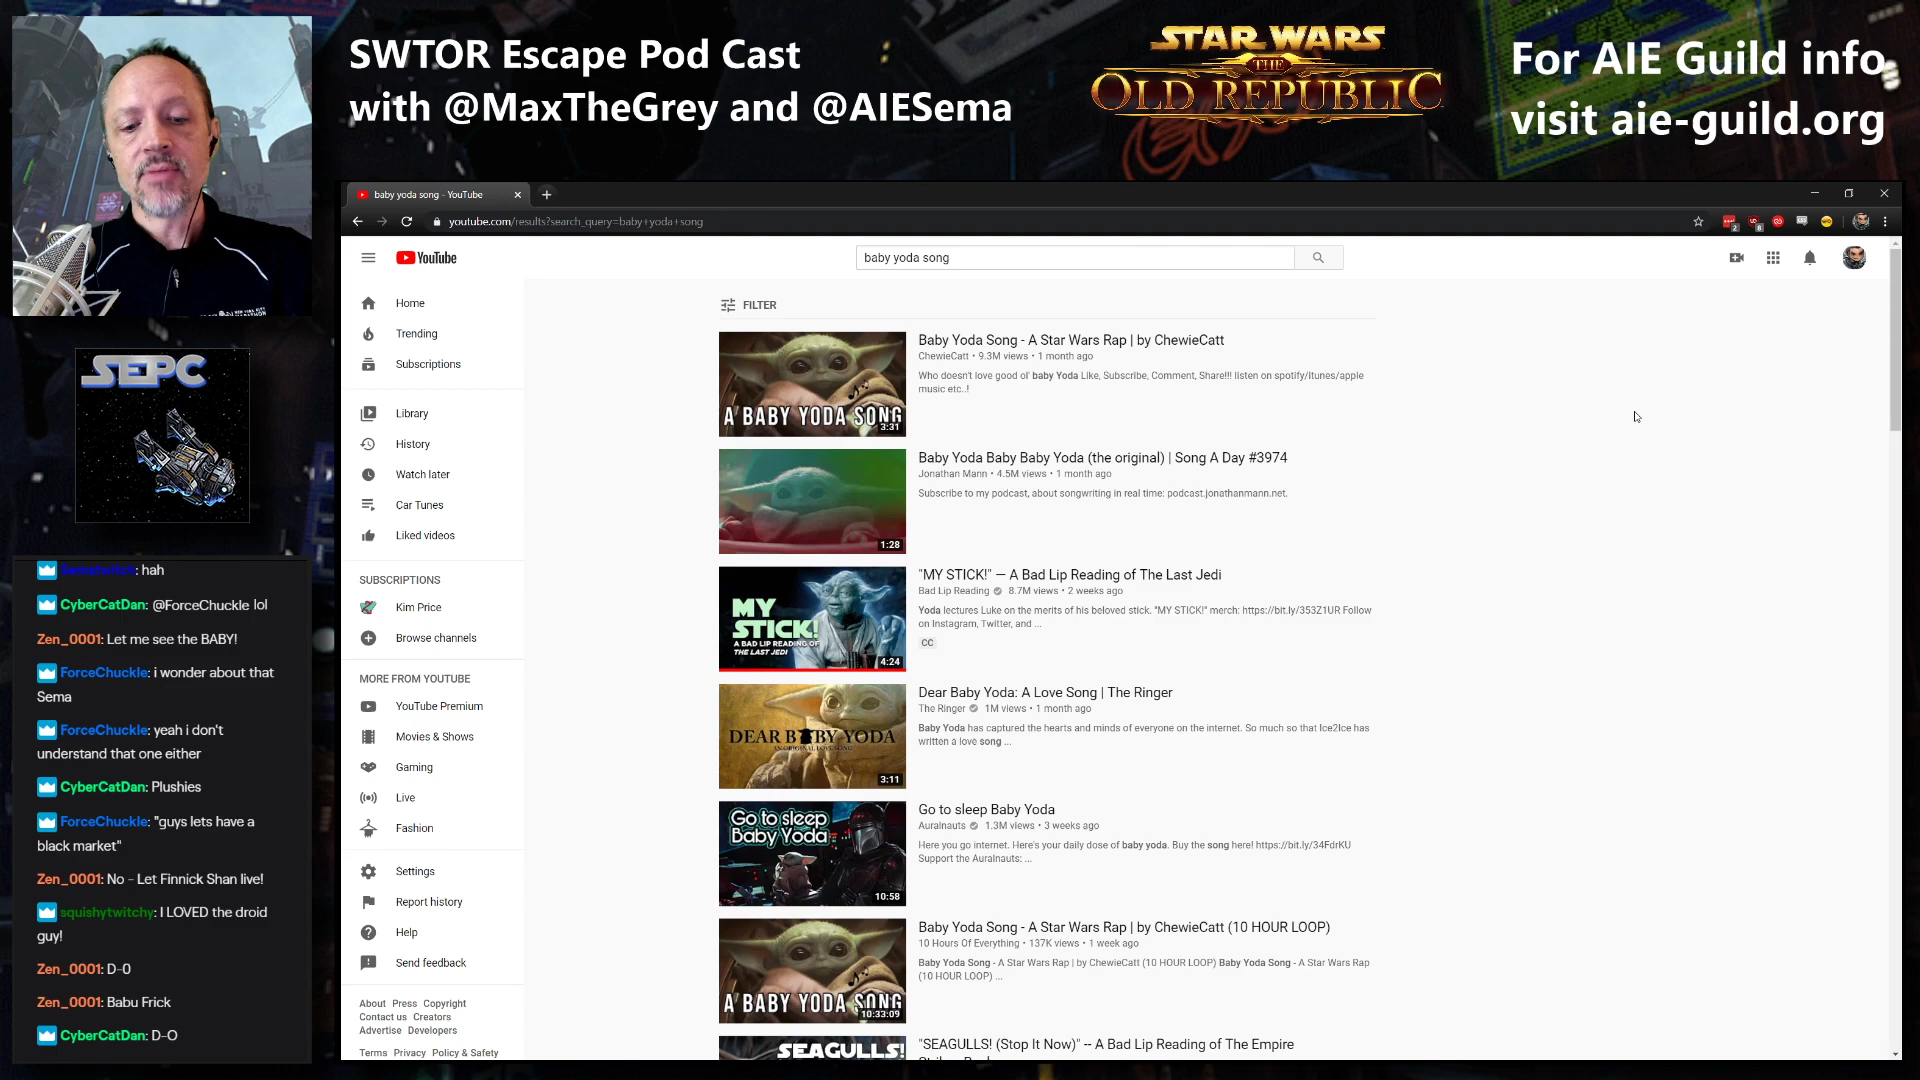 SWTOR Escape Pod Cast
with @MaxTheGrey and @AIESema
STAR WARS
THE
OLD REPUBLIC
For AIE Guild info
visit aie-guild.org
SEPC
hah
CyberCatDan: @ForceChuckle lol
Zen_0001: Let me see the BABY!
ForceChuckle: i wonder about that
Sema
ForceChuckle: yeah i don't
understand that one either
CyberCatDan: Plushies
ForceChuckle: "guys lets have a
black market"
Zen_0001: No - Let Finnick Shan live!
squishytwitchy: I LOVED the droid
guy!
Zen_0001: D-0
Zen_0001: Babu Frick
CyberCatDan: D-O
baby yoda song - YouTube
youtube.com/results?search_query=baby+yoda+song
YouTube
baby yoda song
Home
Trending
Subscriptions
Library
History
Watch later
Car Tunes
Liked videos
SUBSCRIPTIONS
Kim Price
Browse channels
MORE FROM YOUTUBE
YouTube Premium
Movies & Shows
Gaming
Live
Fashion
Settings
Report history
Help
Send feedback
About Press Copyright
Contact us Creators
Advertise Developers
Terms Privacy Policy & Safety
FILTER
A BABY YODA SONG
3:31
Baby Yoda Song - A Star Wars Rap | by ChewieCatt
ChewieCatt • 9.3M views • 1 month ago
Who doesn't love good ol' baby Yoda Like, Subscribe, Comment, Share!!! listen on spotify/itunes/apple
music etc..!
1:28
Baby Yoda Baby Baby Yoda (the original) | Song A Day #3974
Jonathan Mann • 4.5M views • 1 month ago
Subscribe to my podcast, about songwriting in real time: podcast.jonathanmann.net.
MY
STICK!
A BAD LIP READING OF
THE LAST JEDI
4:24
"MY STICK!" — A Bad Lip Reading of The Last Jedi
Bad Lip Reading 8.7M views • 2 weeks ago
Yoda lectures Luke on the merits of his beloved stick. "MY STICK!" merch: https://bit.ly/353Z1UR Follow
on Instagram, Twitter, and ...
CC
DEAR BABY YODA
AN ORIGINAL LOVE SONG
3:11
Dear Baby Yoda: A Love Song | The Ringer
The Ringer 1M views • 1 month ago
Baby Yoda has captured the hearts and minds of everyone on the internet. So much so that Ice2Ice has
written a love song ...
Go to sleep
Baby Yoda
10:58
Go to sleep Baby Yoda
Auralnauts 1.3M views • 3 weeks ago
Here you go internet. Here's your daily dose of baby yoda. Buy the song here! https://bit.ly/34FdrKU
Support the Auralnauts: ...
A BABY YODA SONG
10:33:09
Baby Yoda Song - A Star Wars Rap | by ChewieCatt (10 HOUR LOOP)
10 Hours Of Everything • 137K views • 1 week ago
Baby Yoda Song - A Star Wars Rap | by ChewieCatt (10 HOUR LOOP) Baby Yoda Song - A Star Wars Rap
(10 HOUR LOOP) ...
SEAGULLS!
"SEAGULLS! (Stop It Now)" -- A Bad Lip Reading of The Empire